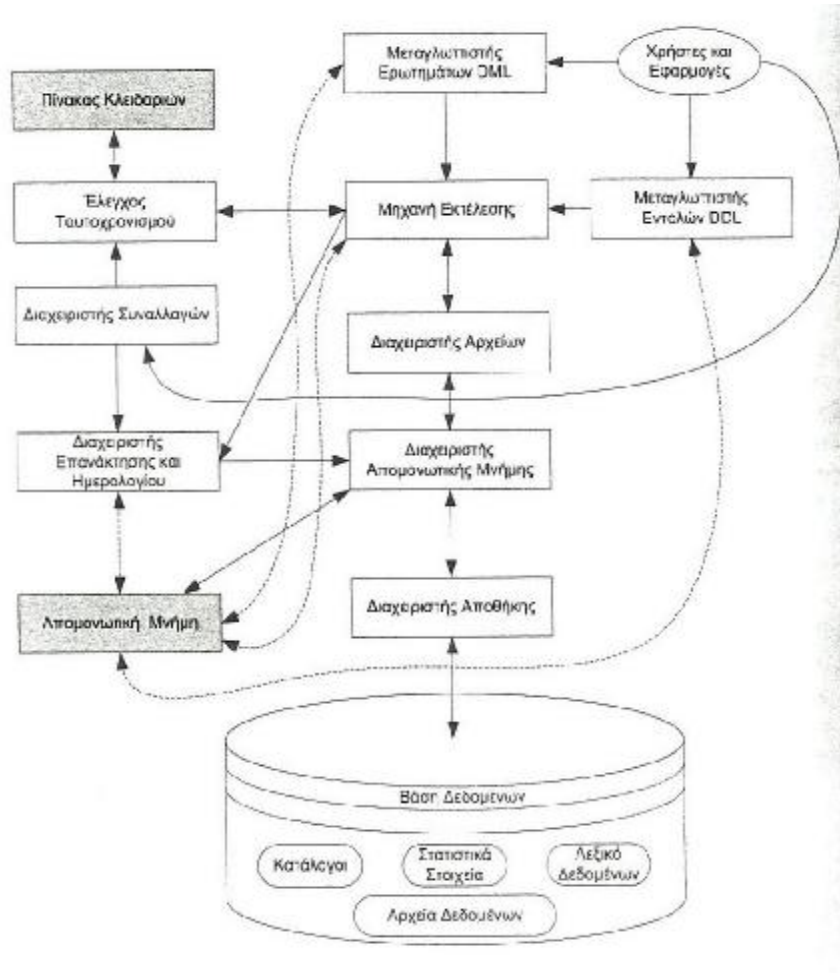 Μεταγλωττιστής
Ερωτημάτων DML
Χρήστες και
Εφαρμογές
Πίνακας Κλειδαριών
Έλεγχος
Ταυτοχρονισμού
Μηχανή Εκτέλεσης
Μεταγλωττιστής
Εντολών DDL
Διαχειριστής Συναλλαγών
Διαχειριστής Αρχείων
Διαχειριστής
Επανάκτησης και
Ημερολογίου
Διαχειριστής
Απομονωτικής Μνήμης
Απομονωτική Μνήμη
Διαχειριστής Αποθήκης
Βάση Δεδομένων
Κατάλογοι
Στατιστικά
Στοιχεία
Λεξικό
Δεδομένων
Αρχεία Δεδομένων